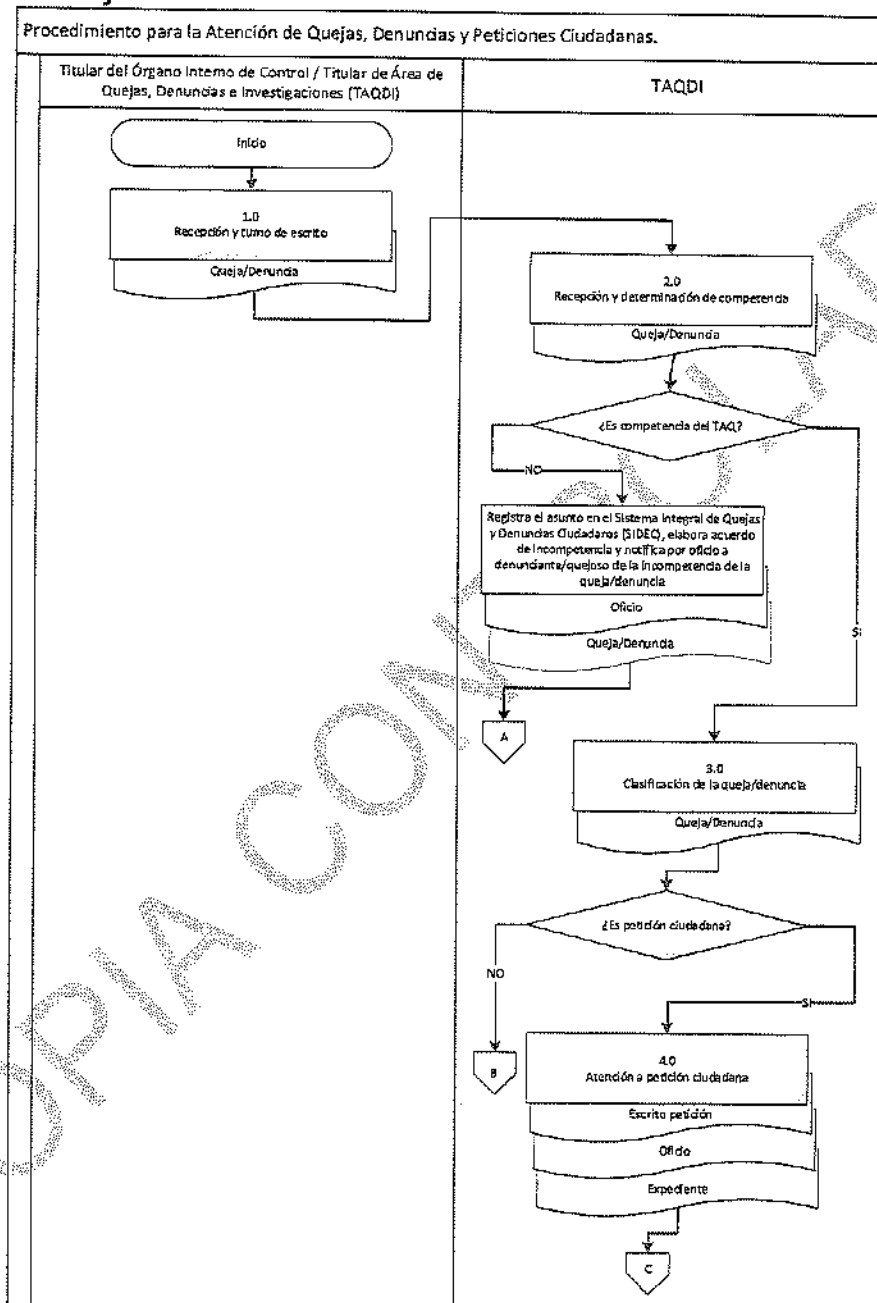 Procedimiento para la Atención de Quejas, Denuncias y Peticiones Ciudadanas.
Titular del Órgano Interno de Control / Titular de Área de
Quejas, Denuncias e Investigaciones (TAQDI)
TAQDI
Inicio
1.0
Recepción y turno de escrito
Queja/Denuncia
2.0
Recepción y determinación de competencia
Queja/Denuncia
¿Es competencia del TAQ?
NO
SI
Registra el asunto en el Sistema Integral de Quejas
y Denuncias Ciudadanos (SIDEC), elabora acuerdo
de incompetencia y notifica por oficio a
denunciante/quejoso de la incompetencia de la
queja/denuncia
Oficio
Queja/Denuncia
A
3.0
Clasificación de la queja/denuncia
Queja/Denuncia
¿Es petición ciudadana?
NO
SI
B
4.0
Atención a petición ciudadana
Escrito petición
Oficio
Expediente
C
OPIA CON